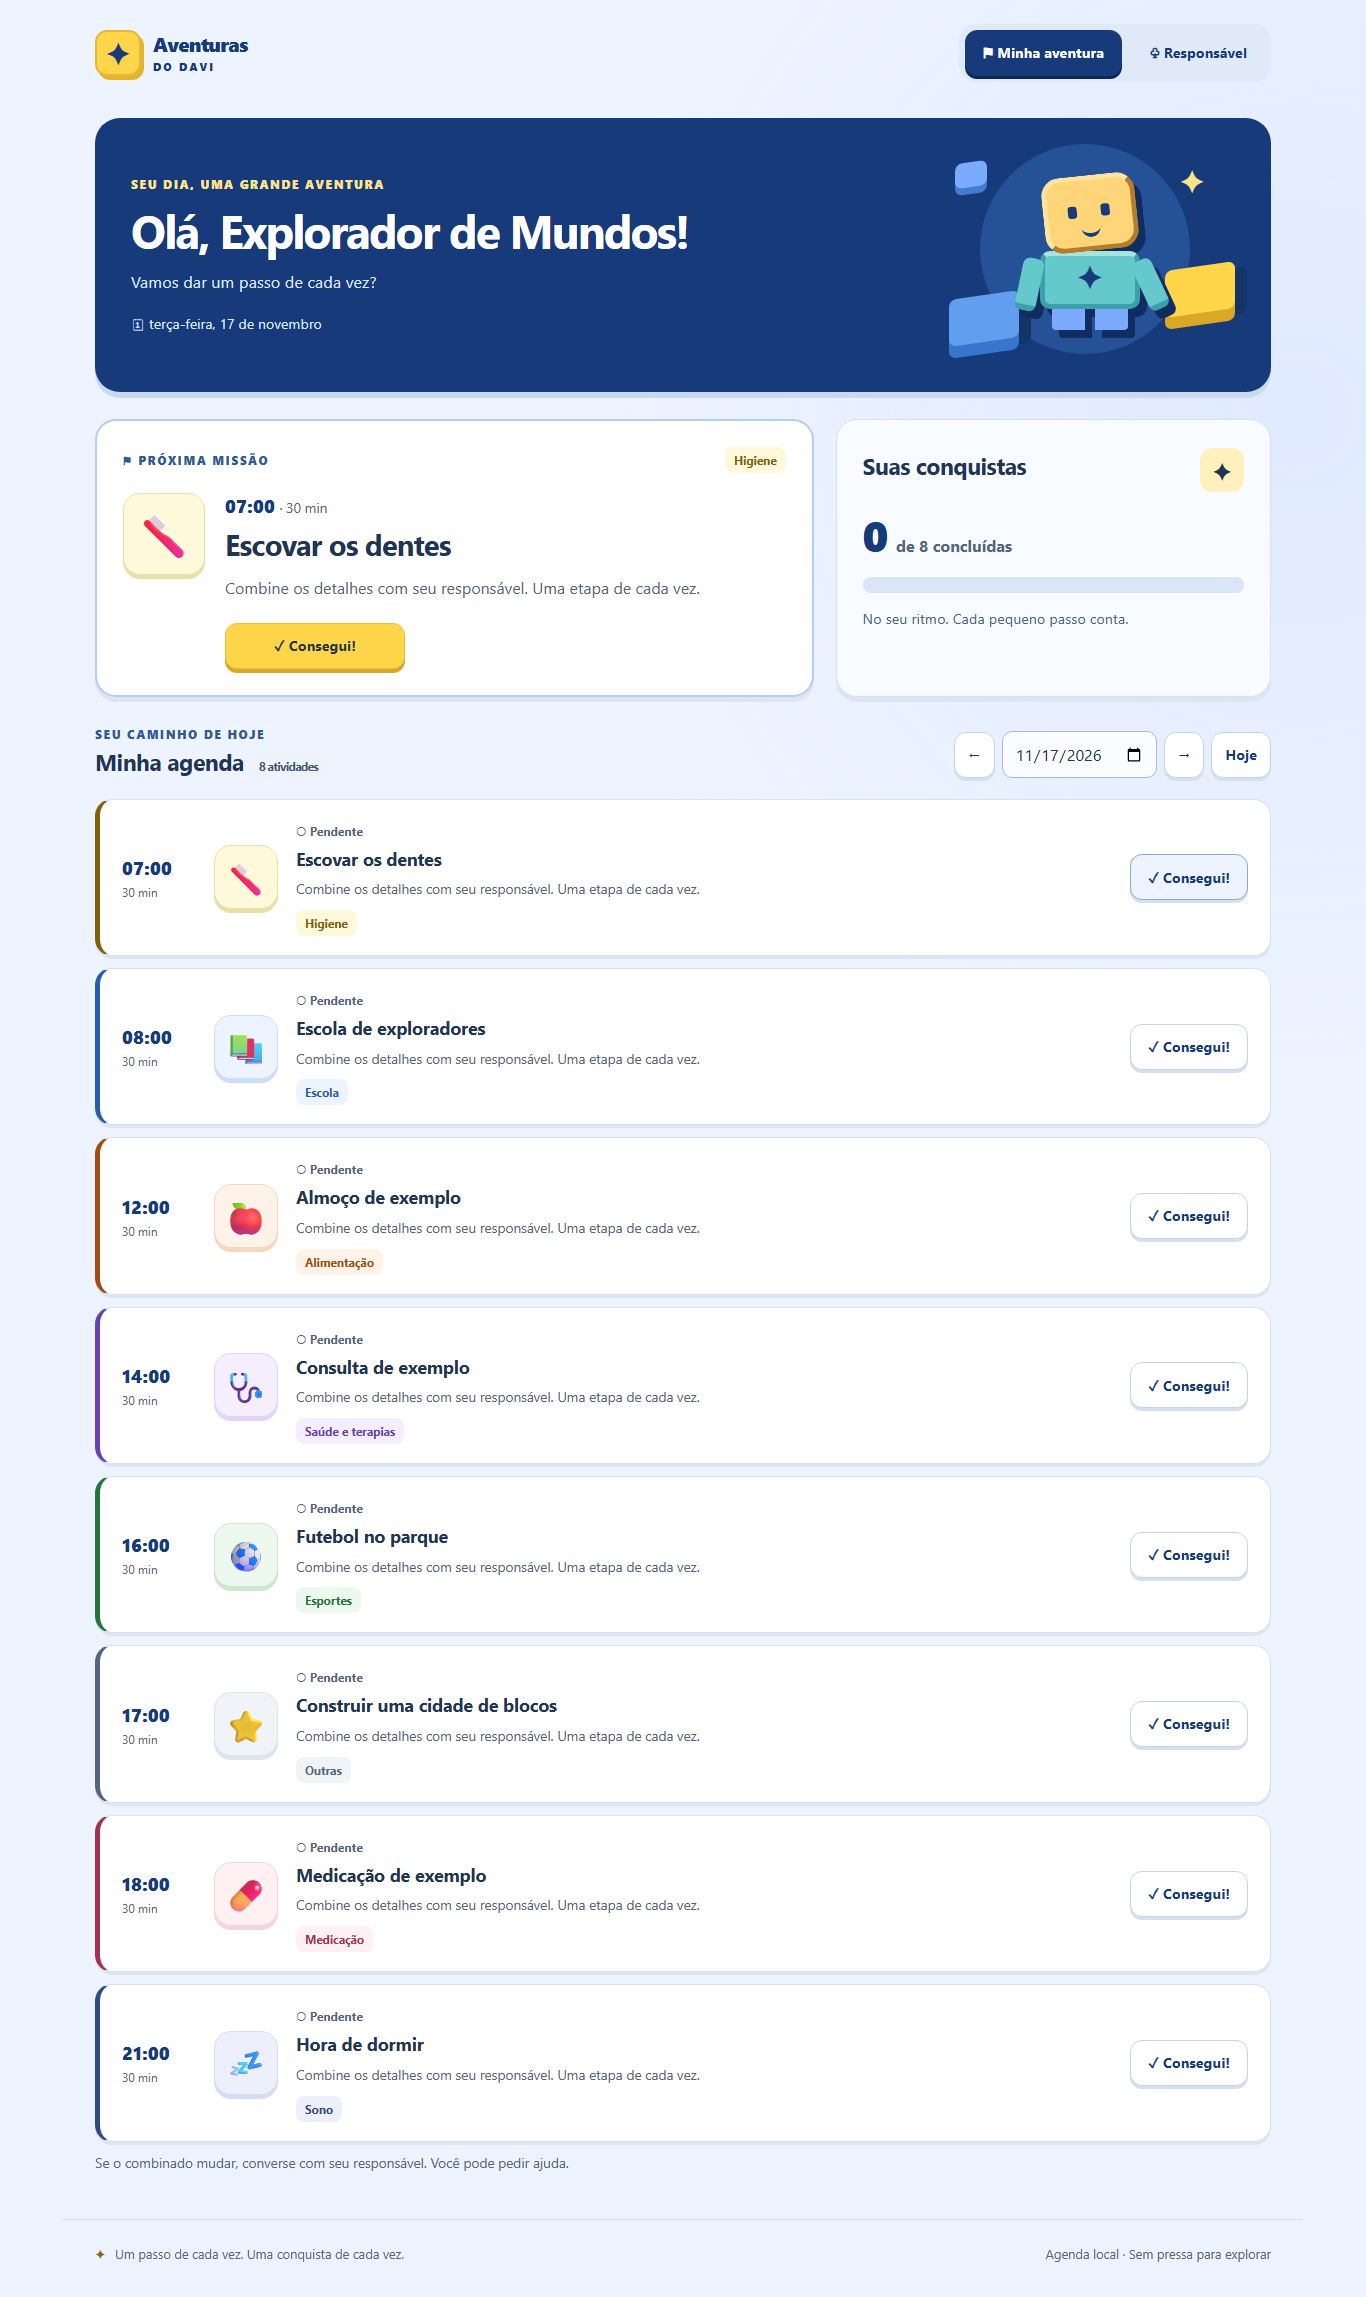 Aventuras
DO DAVI
Minha aventura
Responsável
SEU DIA, UMA GRANDE AVENTURA
Olá, Explorador de Mundos!
Vamos dar um passo de cada vez?
terça-feira, 17 de novembro
PRÓXIMA MISSÃO
Higiene
07:00 · 30 min
Escovar os dentes
Combine os detalhes com seu responsável. Uma etapa de cada vez.
✓ Consegui!
Suas conquistas
0 de 8 concluídas
No seu ritmo. Cada pequeno passo conta.
SEU CAMINHO DE HOJE
Minha agenda 8 atividades
←
11/17/2026
→
Hoje
07:00
30 min
Pendente
Escovar os dentes
Combine os detalhes com seu responsável. Uma etapa de cada vez.
Higiene
✓ Consegui!
08:00
30 min
Pendente
Escola de exploradores
Combine os detalhes com seu responsável. Uma etapa de cada vez.
Escola
✓ Consegui!
12:00
30 min
Pendente
Almoço de exemplo
Combine os detalhes com seu responsável. Uma etapa de cada vez.
Alimentação
✓ Consegui!
14:00
30 min
Pendente
Consulta de exemplo
Combine os detalhes com seu responsável. Uma etapa de cada vez.
Saúde e terapias
✓ Consegui!
16:00
30 min
Pendente
Futebol no parque
Combine os detalhes com seu responsável. Uma etapa de cada vez.
Esportes
✓ Consegui!
17:00
30 min
Pendente
Construir uma cidade de blocos
Combine os detalhes com seu responsável. Uma etapa de cada vez.
Outras
✓ Consegui!
18:00
30 min
Pendente
Medicação de exemplo
Combine os detalhes com seu responsável. Uma etapa de cada vez.
Medicação
✓ Consegui!
21:00
30 min
Pendente
Hora de dormir
Combine os detalhes com seu responsável. Uma etapa de cada vez.
Sono
✓ Consegui!
Se o combinado mudar, converse com seu responsável. Você pode pedir ajuda.
Um passo de cada vez. Uma conquista de cada vez.
Agenda local · Sem pressa para explorar